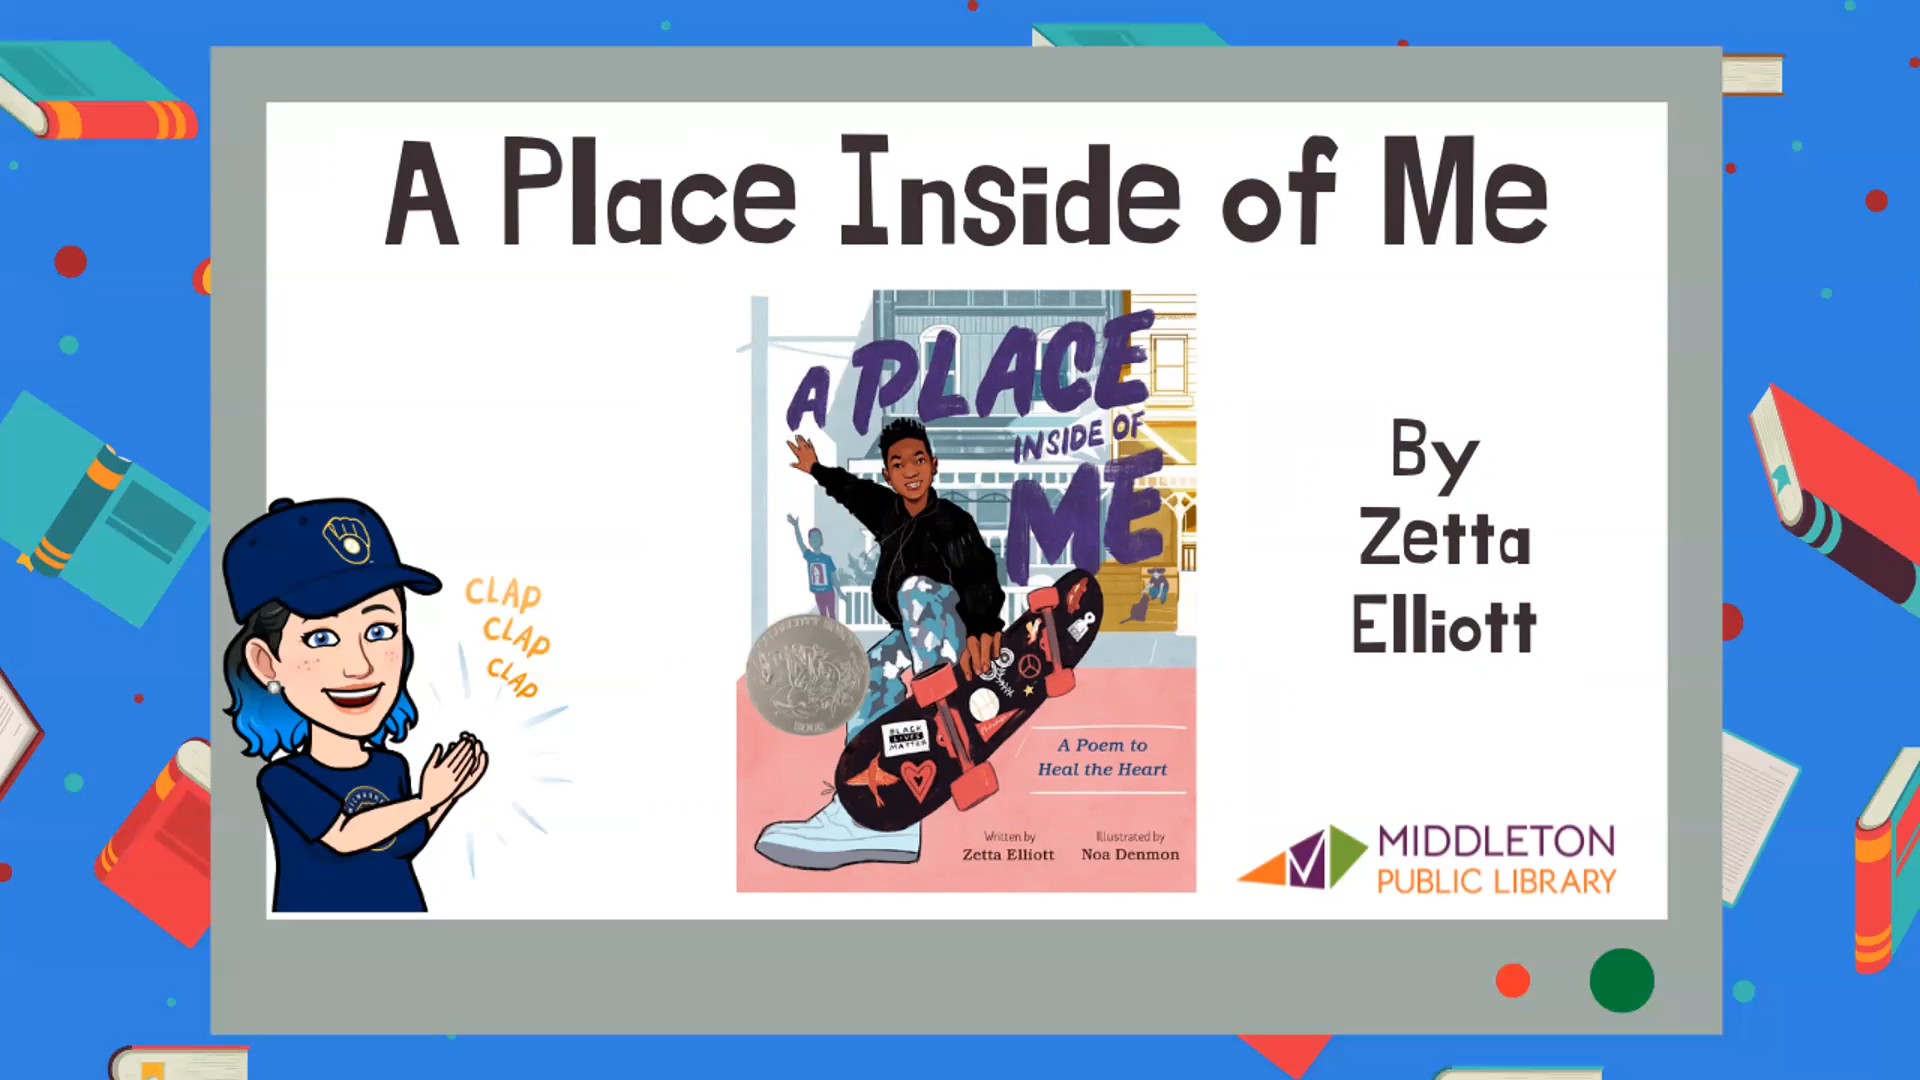 A Place Inside of Me
A PLACE
INSIDE OF
ME
By
Zetta
Elliott
CLAP
CLAP
CLAP
BLACK
LIVES
MATTER
A Poem to
Heal the Heart
Written by
Zetta Elliott
Illustrated by
Noa Denmon
MIDDLETON
PUBLIC LIBRARY